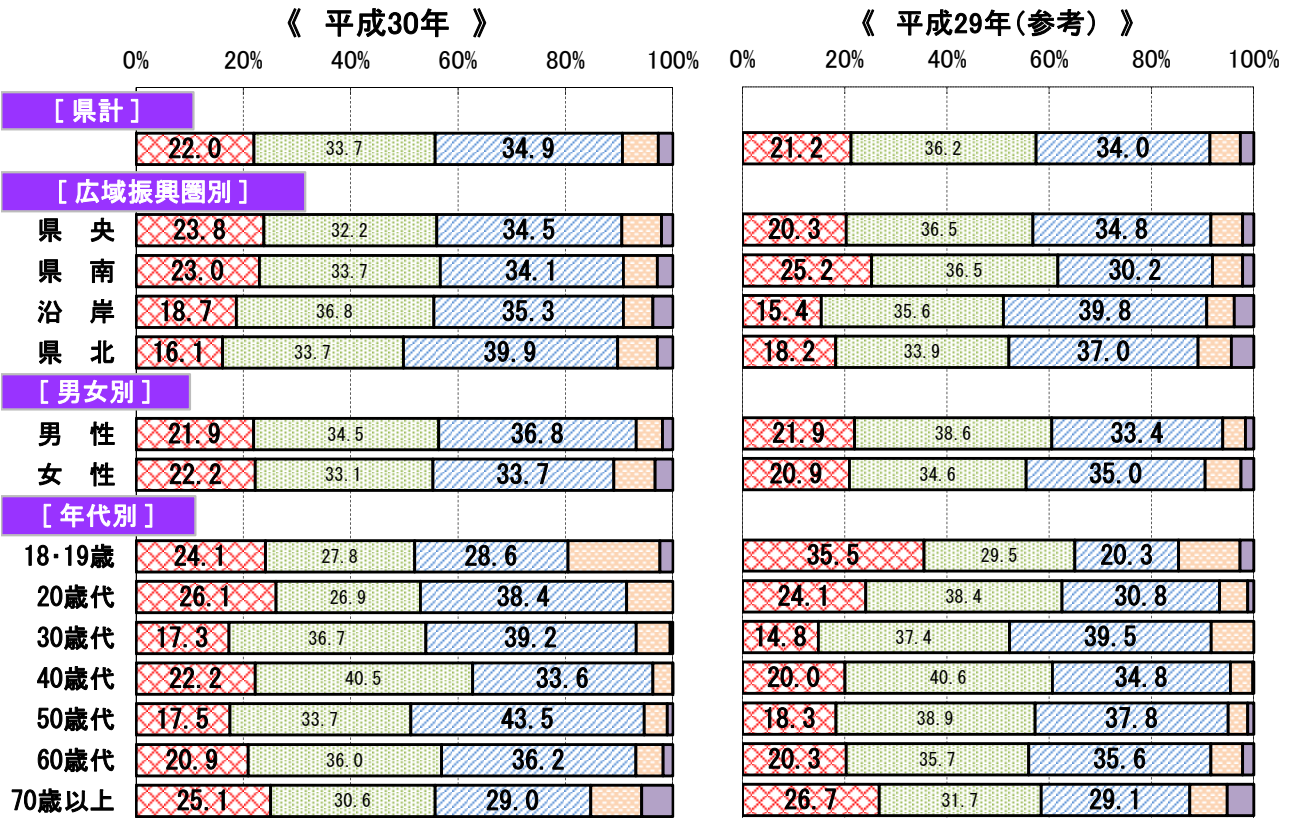 《 平成30年 》 《 平成29年(参考) 》
0% 20% 40% 60% 80% 100% 0% 20% 40% 60% 80% 100%
[ 県計 ]
22.0 33.7 34.9 21.2 36.2 34.0
[ 広域振興圏別 ]
県 央 23.8 32.2 34.5 20.3 36.5 34.8
県 南 23.0 33.7 34.1 25.2 36.5 30.2
沿 岸 18.7 36.8 35.3 15.4 35.6 39.8
県 北 16.1 33.7 39.9 18.2 33.9 37.0
[ 男女別 ]
男 性 21.9 34.5 36.8 21.9 38.6 33.4
女 性 22.2 33.1 33.7 20.9 34.6 35.0
[ 年代別 ]
18・19歳 24.1 27.8 28.6 35.5 29.5 20.3
20歳代 26.1 26.9 38.4 24.1 38.4 30.8
30歳代 17.3 36.7 39.2 14.8 37.4 39.5
40歳代 22.2 40.5 33.6 20.0 40.6 34.8
50歳代 17.5 33.7 43.5 18.3 38.9 37.8
60歳代 20.9 36.0 36.2 20.3 35.7 35.6
70歳以上 25.1 30.6 29.0 26.7 31.7 29.1